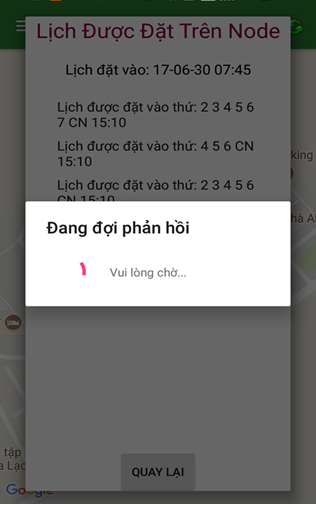 Lịch Được Đặt Trên Node
Lịch đặt vào: 17-06-30 07:45
Lịch được đặt vào thứ: 2 3 4 5 6
7 CN 15:10
Lịch được đặt vào thứ: 4 5 6 CN
15:10
Lịch được đặt vào thứ: 2 3 4 5 6
CN 15:10
king
Đang đợi phản hồi
Vui lòng chờ...
tập
a Lạc
QUAY LẠI
Google